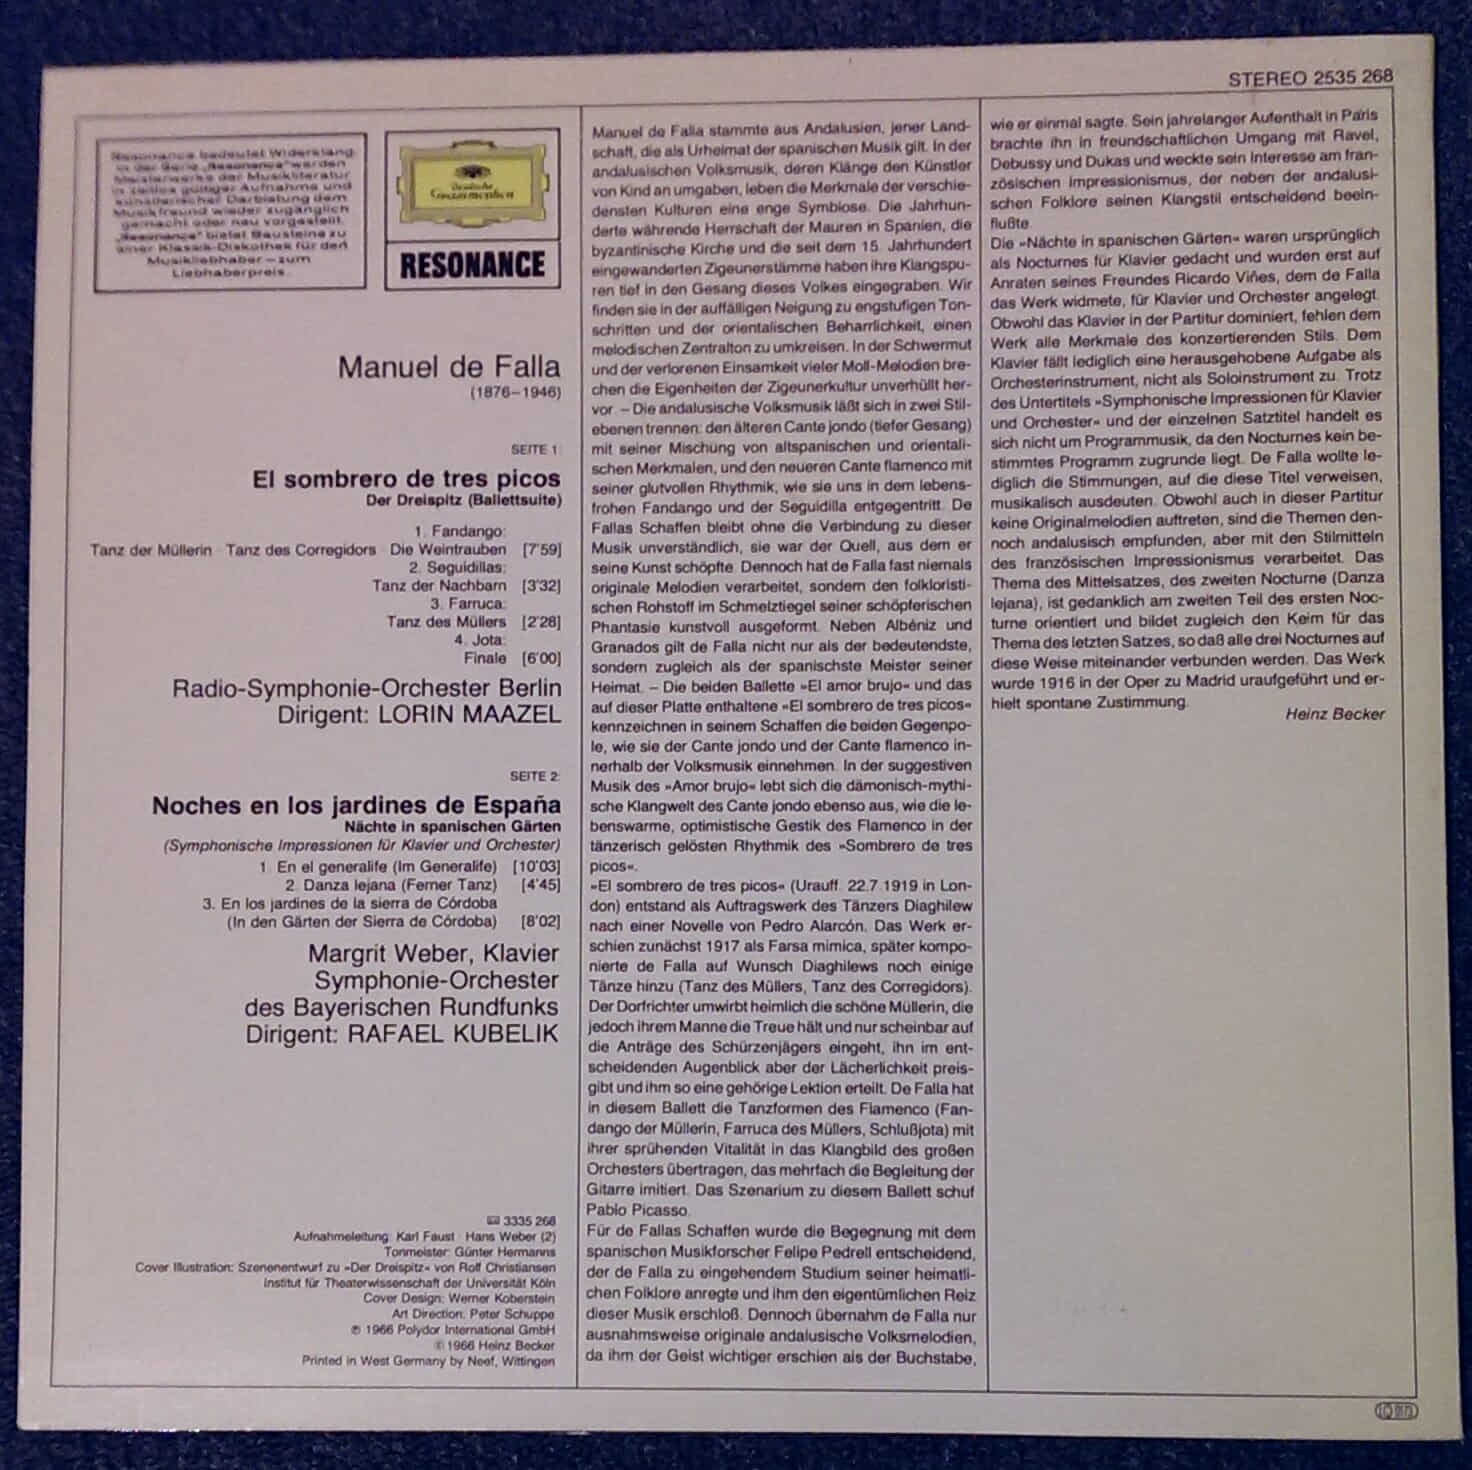 STEREO 2535 268
Resonance bedeutet Widerstand.
in der Serie „Resonance" werden
Meisterwerke der Musikliteratur
in zeitlos gültiger Aufnahme und
künstlerischer Darbietung dem
Musikfreund wieder zugänglich
gemacht oder neu vorgestellt.
„Resonance" bietet Bausteine zu
einer Klassik-Diskothek für den
Musikliebhaber – zum
Liebhaberpreis.
Deutsche
Grammophon
RESONANCE
Manuel de Falla
(1876–1946)
SEITE 1:
El sombrero de tres picos
Der Dreispitz (Ballettsuite)
1. Fandango:
Tanz der Müllerin · Tanz des Corregidors · Die Weintrauben [7'59]
2. Seguidillas:
Tanz der Nachbarn [3'32]
3. Farruca:
Tanz des Müllers [2'28]
4. Jota:
Finale [6'00]
Radio-Symphonie-Orchester Berlin
Dirigent: LORIN MAAZEL
SEITE 2:
Noches en los jardines de España
Nächte in spanischen Gärten
(Symphonische Impressionen für Klavier und Orchester)
1. En el generalife (Im Generalife) [10'03]
2. Danza lejana (Ferner Tanz) [4'45]
3. En los jardines de la sierra de Córdoba
(In den Gärten der Sierra de Córdoba) [8'02]
Margrit Weber, Klavier
Symphonie-Orchester
des Bayerischen Rundfunks
Dirigent: RAFAEL KUBELIK
3335 268
Aufnahmeleitung: Karl Faust · Hans Weber (2)
Tonmeister: Günter Hermanns
Cover Illustration: Szenenentwurf zu »Der Dreispitz« von Rolf Christiansen
Institut für Theaterwissenschaft der Universität Köln
Cover Design: Werner Koberstein
Art Direction: Peter Schuppe
℗ 1966 Polydor International GmbH
© 1966 Heinz Becker
Printed in West Germany by Neef, Wittingen
Manuel de Falla stammte aus Andalusien, jener Land-
schaft, die als Urheimat der spanischen Musik gilt. In der
andalusischen Volksmusik, deren Klänge den Künstler
von Kind an umgaben, leben die Merkmale der verschie-
densten Kulturen eine enge Symbiose. Die Jahrhun-
derte währende Herrschaft der Mauren in Spanien, die
byzantinische Kirche und die seit dem 15. Jahrhundert
eingewanderten Zigeunerstämme haben ihre Klangspu-
ren tief in den Gesang dieses Volkes eingegraben. Wir
finden sie in der auffälligen Neigung zu engstufigen Ton-
schritten und der orientalischen Beharrlichkeit, einen
melodischen Zentralton zu umkreisen. In der Schwermut
und der verlorenen Einsamkeit vieler Moll-Melodien bre-
chen die Eigenheiten der Zigeunerkultur unverhüllt her-
vor. – Die andalusische Volksmusik läßt sich in zwei Stil-
ebenen trennen: den älteren Cante jondo (tiefer Gesang)
mit seiner Mischung von altspanischen und orientali-
schen Merkmalen, und den neueren Cante flamenco mit
seiner glutvollen Rhythmik, wie sie uns in dem lebens-
frohen Fandango und der Seguidilla entgegentritt. De
Fallas Schaffen bleibt ohne die Verbindung zu dieser
Musik unverständlich, sie war der Quell, aus dem er
seine Kunst schöpfte. Dennoch hat de Falla fast niemals
originale Melodien verarbeitet, sondern den folkloristi-
schen Rohstoff im Schmelztiegel seiner schöpferischen
Phantasie kunstvoll ausgeformt. Neben Albéniz und
Granados gilt de Falla nicht nur als der bedeutendste,
sondern zugleich als der spanischste Meister seiner
Heimat. – Die beiden Ballette »El amor brujo« und das
auf dieser Platte enthaltene »El sombrero de tres picos«
kennzeichnen in seinem Schaffen die beiden Gegenpo-
le, wie sie der Cante jondo und der Cante flamenco in-
nerhalb der Volksmusik einnehmen. In der suggestiven
Musik des »Amor brujo« lebt sich die dämonisch-mythi-
sche Klangwelt des Cante jondo ebenso aus, wie die le-
benswarme, optimistische Gestik des Flamenco in der
tänzerisch gelösten Rhythmik des »Sombrero de tres
picos«.
»El sombrero de tres picos« (Urauff. 22.7.1919 in Lon-
don) entstand als Auftragswerk des Tänzers Diaghilew
nach einer Novelle von Pedro Alarcón. Das Werk er-
schien zunächst 1917 als Farsa mimica, später kompo-
nierte de Falla auf Wunsch Diaghilews noch einige
Tänze hinzu (Tanz des Müllers, Tanz des Corregidors).
Der Dorfrichter umwirbt heimlich die schöne Müllerin, die
jedoch ihrem Manne die Treue hält und nur scheinbar auf
die Anträge des Schürzenjägers eingeht, ihn im ent-
scheidenden Augenblick aber der Lächerlichkeit preis-
gibt und ihm so eine gehörige Lektion erteilt. De Falla hat
in diesem Ballett die Tanzformen des Flamenco (Fan-
dango der Müllerin, Farruca des Müllers, Schlußjota) mit
ihrer sprühenden Vitalität in das Klangbild des großen
Orchesters übertragen, das mehrfach die Begleitung der
Gitarre imitiert. Das Szenarium zu diesem Ballett schuf
Pablo Picasso.
Für de Fallas Schaffen wurde die Begegnung mit dem
spanischen Musikforscher Felipe Pedrell entscheidend,
der de Falla zu eingehendem Studium seiner heimatli-
chen Folklore anregte und ihm den eigentümlichen Reiz
dieser Musik erschloß. Dennoch übernahm de Falla nur
ausnahmsweise originale andalusische Volksmelodien,
da ihm der Geist wichtiger erschien als der Buchstabe,
wie er einmal sagte. Sein jahrelanger Aufenthalt in Paris
brachte ihn in freundschaftlichen Umgang mit Ravel,
Debussy und Dukas und weckte sein Interesse am fran-
zösischen Impressionismus, der neben der andalusi-
schen Folklore seinen Klangstil entscheidend beein-
flußte.
Die »Nächte in spanischen Gärten« waren ursprünglich
als Nocturnes für Klavier gedacht und wurden erst auf
Anraten seines Freundes Ricardo Viñes, dem de Falla
das Werk widmete, für Klavier und Orchester angelegt.
Obwohl das Klavier in der Partitur dominiert, fehlen dem
Werk alle Merkmale des konzertierenden Stils. Dem
Klavier fällt lediglich eine herausgehobene Aufgabe als
Orchesterinstrument, nicht als Soloinstrument zu. Trotz
des Untertitels »Symphonische Impressionen für Klavier
und Orchester« und der einzelnen Satztitel handelt es
sich nicht um Programmusik, da den Nocturnes kein be-
stimmtes Programm zugrunde liegt. De Falla wollte le-
diglich die Stimmungen, auf die diese Titel verweisen,
musikalisch ausdeuten. Obwohl auch in dieser Partitur
keine Originalmelodien auftreten, sind die Themen den-
noch andalusisch empfunden, aber mit den Stilmitteln
des französischen Impressionismus verarbeitet. Das
Thema des Mittelsatzes, des zweiten Nocturne (Danza
lejana), ist gedanklich am zweiten Teil des ersten Noc-
turne orientiert und bildet zugleich den Keim für das
Thema des letzten Satzes, so daß alle drei Nocturnes auf
diese Weise miteinander verbunden werden. Das Werk
wurde 1916 in der Oper zu Madrid uraufgeführt und er-
hielt spontane Zustimmung.
Heinz Becker